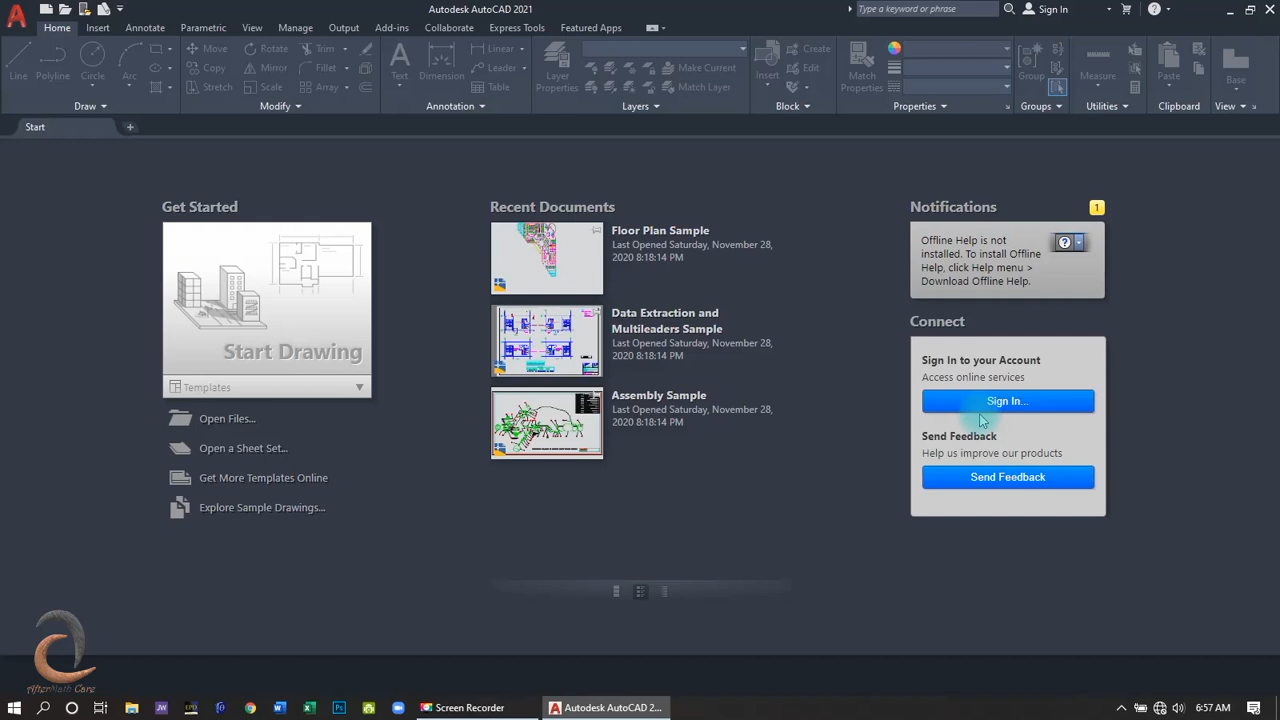 Autodesk AutoCAD 2021
Type a keyword or phrase
Sign In
Home Insert Annotate Parametric View Manage Output Add-ins Collaborate Express Tools Featured Apps
Line Polyline Circle Arc
Move Rotate Trim
Copy Mirror Fillet
Stretch Scale Array
Text Dimension
Linear
Leader
Table
Layer Properties
Make Current
Match Layer
Insert
Create
Edit
Match Properties
Group
Measure
Paste
Base
Draw Modify Annotation Layers Block Properties Groups Utilities Clipboard View
Start
Get Started
Start Drawing
Templates
Open Files...
Open a Sheet Set...
Get More Templates Online
Explore Sample Drawings...
Recent Documents
Floor Plan Sample
Last Opened Saturday, November 28,
2020 8:18:14 PM
Data Extraction and
Multileaders Sample
Last Opened Saturday, November 28,
2020 8:18:14 PM
Assembly Sample
Last Opened Saturday, November 28,
2020 8:18:14 PM
Notifications 1
Offline Help is not
installed. To install Offline
Help, click Help menu >
Download Offline Help.
Connect
Sign In to your Account
Access online services
Sign In...
Send Feedback
Help us improve our products
Send Feedback
AfterMath Care
JW
EPD
Ps
Screen Recorder
Autodesk AutoCAD 2...
6:57 AM